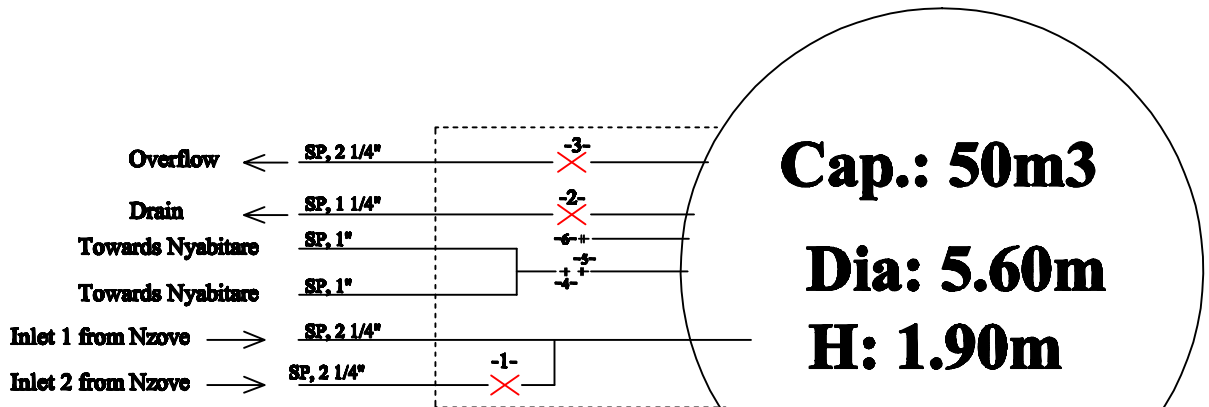 Overflow SP, 2 1/4" -3-
Drain SP, 1 1/4" -2-
Towards Nyabitare SP, 1" -6-
-5-
-4-
Towards Nyabitare SP, 1"
Inlet 1 from Nzove SP, 2 1/4"
Inlet 2 from Nzove SP, 2 1/4" -1-
Cap.: 50m3
Dia: 5.60m
H: 1.90m